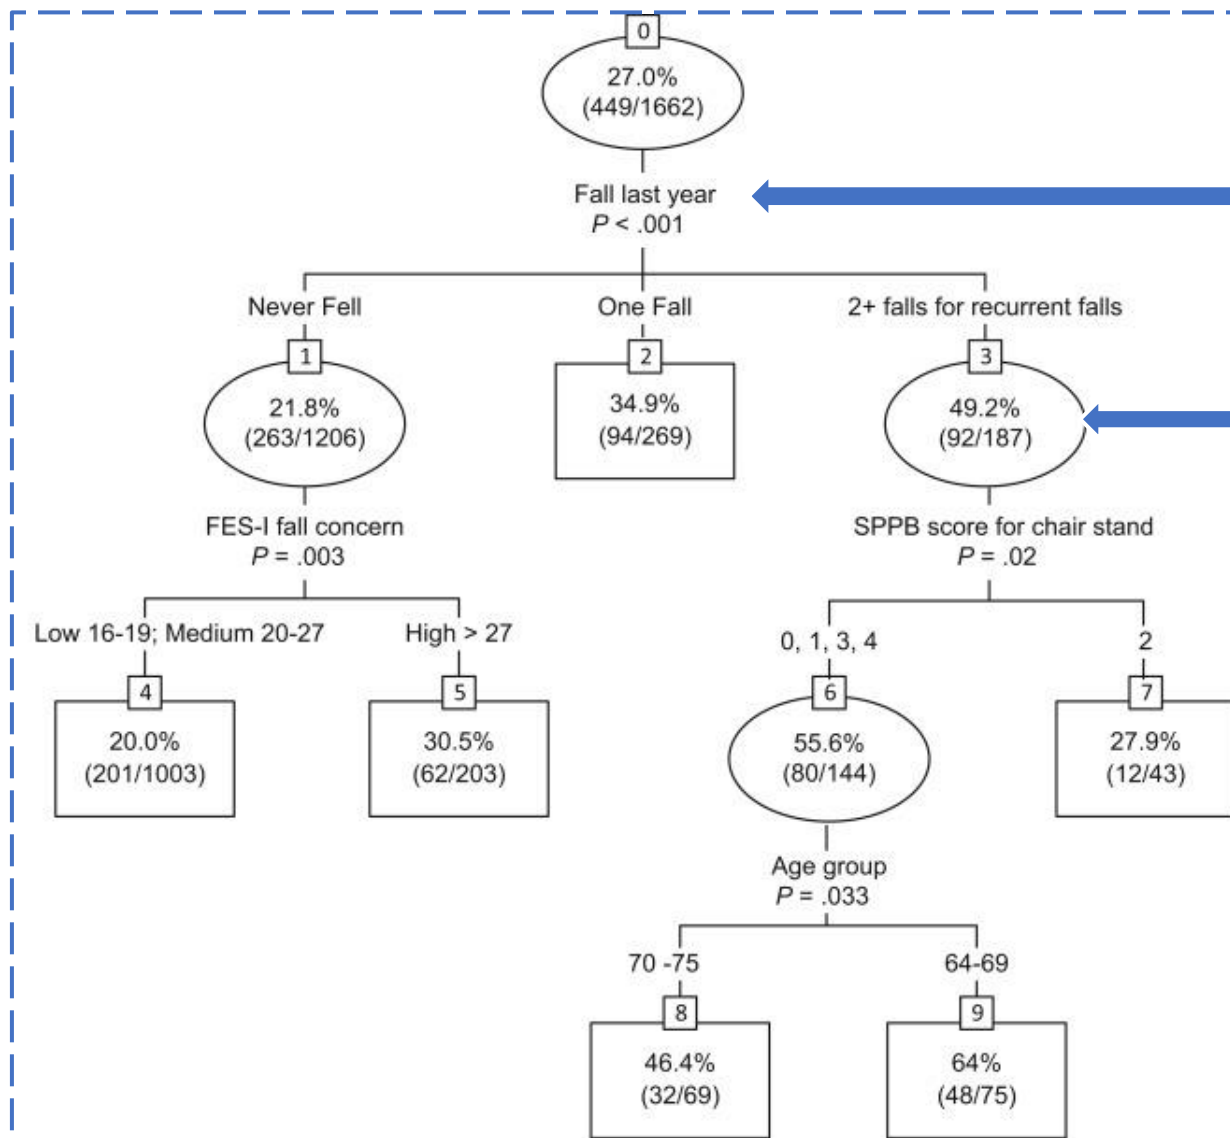 0
27.0%
(449/1662)
Fall last year
P < .001
Never Fell
One Fall
2+ falls for recurrent falls
1
2
3
21.8%
(263/1206)
34.9%
(94/269)
49.2%
(92/187)
FES-I fall concern
P = .003
SPPB score for chair stand
P = .02
Low 16-19; Medium 20-27
High > 27
0, 1, 3, 4
2
4
5
6
7
20.0%
(201/1003)
30.5%
(62/203)
55.6%
(80/144)
27.9%
(12/43)
Age group
P = .033
70 -75
64-69
8
9
46.4%
(32/69)
64%
(48/75)